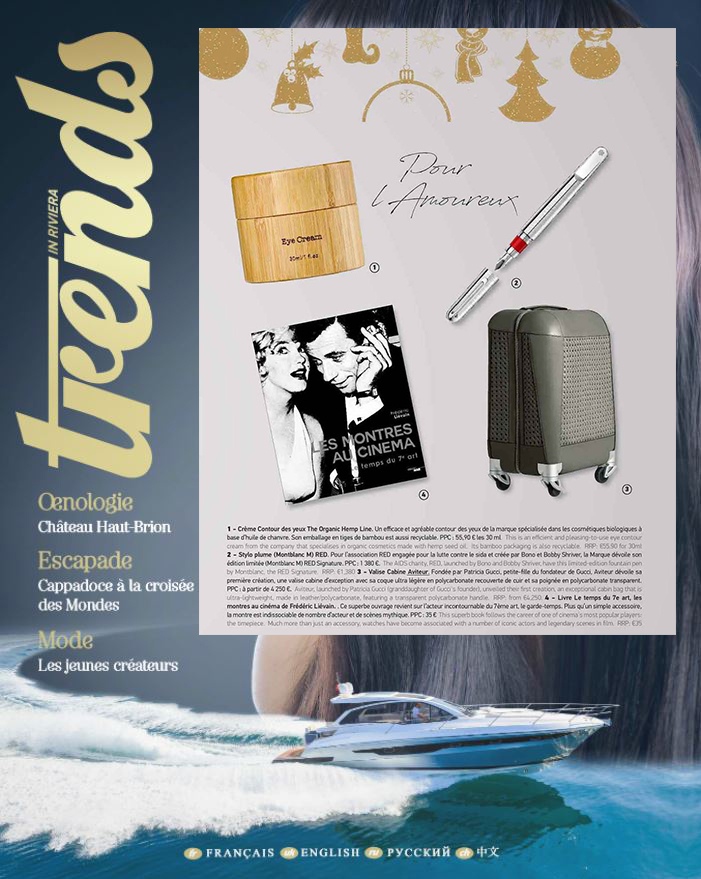 trends
IN RIVIERA
Œnologie
Château Haut-Brion
Escapade
Cappadoce à la croisée
des Mondes
Mode
Les jeunes créateurs
Pour
L'Amoureux
Eye Cream
30ml/1 fl.oz
1
2
FRÉDÉRIC
LIÉVAIN
LES MONTRES
AU CINEMA
Le temps du 7e art
4
3
1 – Crème Contour des yeux The Organic Hemp Line. Un efficace et agréable contour des yeux de la marque spécialisée dans les cosmétiques biologiques à
base d'huile de chanvre. Son emballage en tiges de bambou est aussi recyclable. PPC : 55,90 € les 30 ml This is an efficient and pleasing-to-use eye contour
cream from the company that specialises in organic cosmetics made with hemp seed oil. Its bamboo packaging is also recyclable. RRP: €55.90 for 30ml
2 – Stylo plume (Montblanc M) RED. Pour l'association RED engagée pour la lutte contre le sida et créée par Bono et Bobby Shriver, la Marque dévoile son
édition limitée (Montblanc M) RED Signature. PPC : 1 380 €. The AIDS charity, RED, launched by Bono and Bobby Shriver, have this limited-edition fountain pen
by Montblanc, the RED Signature. RRP: €1,380 3 – Valise Cabine Aviteur, Fondée par Patricia Gucci, petite-fille du fondateur de Gucci, Aviteur dévoile sa
première création, une valise cabine d'exception avec sa coque ultra légère en polycarbonate recouverte de cuir et sa poignée en polycarbonate transparent.
PPC : à partir de 4 250 €. Aviteur, launched by Patricia Gucci (granddaughter of Gucci's founder), unveiled their first creation, an exceptional cabin bag that is
ultra-lightweight, made in leather/polycarbonate, featuring a transparent polycarbonate handle. RRP: from €4,250. 4 – Livre Le temps du 7e art, les
montres au cinéma de Frédéric Liévain. . Ce superbe ouvrage revient sur l'acteur incontournable du 7ème art, le garde-temps. Plus qu'un simple accessoire,
la montre est indissociable de nombre d'acteur et de scènes mythique. PPC : 35 € This superb book follows the career of one of cinema's most popular players:
the timepiece. Much more than just an accessory, watches have become associated with a number of iconic actors and legendary scenes in film. RRP: €35
fr FRANÇAIS uk ENGLISH ru РУССКИЙ ch 中文